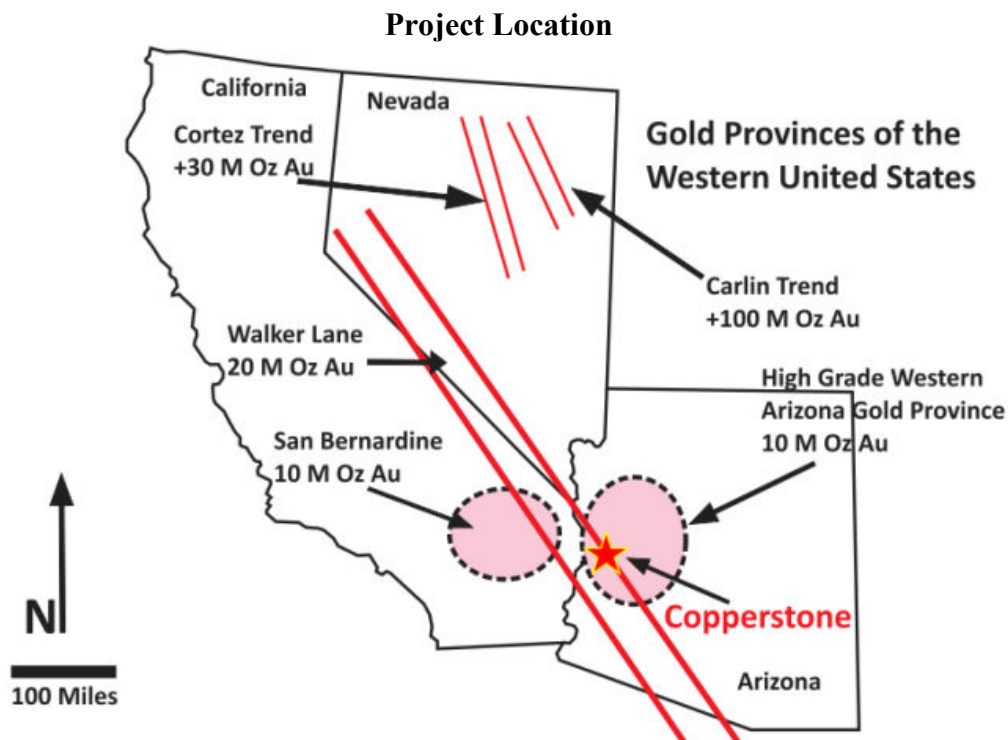 Project Location
California
Nevada
Cortez Trend
+30 M Oz Au
Gold Provinces of the
Western United States
Carlin Trend
+100 M Oz Au
Walker Lane
20 M Oz Au
High Grade Western
Arizona Gold Province
10 M Oz Au
San Bernardine
10 M Oz Au
N
Copperstone
100 Miles
Arizona